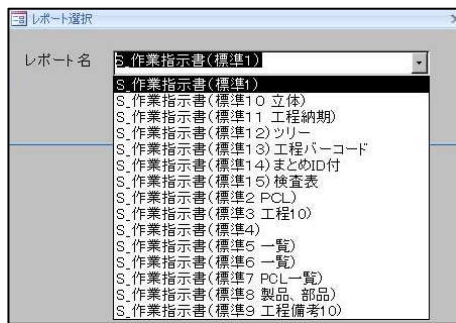 レポート選択
レポート名
S_作業指示書(標準1)
S_作業指示書(標準1)
S_作業指示書(標準10 立体)
S_作業指示書(標準11 工程納期)
S_作業指示書(標準12)ツリー
S_作業指示書(標準13)工程バーコード
S_作業指示書(標準14)まとめID付
S_作業指示書(標準15)検査表
S_作業指示書(標準2 PCL)
S_作業指示書(標準3 工程10)
S_作業指示書(標準4)
S_作業指示書(標準5 一覧)
S_作業指示書(標準6 一覧)
S_作業指示書(標準7 PCL一覧)
S_作業指示書(標準8 製品、部品)
S_作業指示書(標準9 工程備考10)